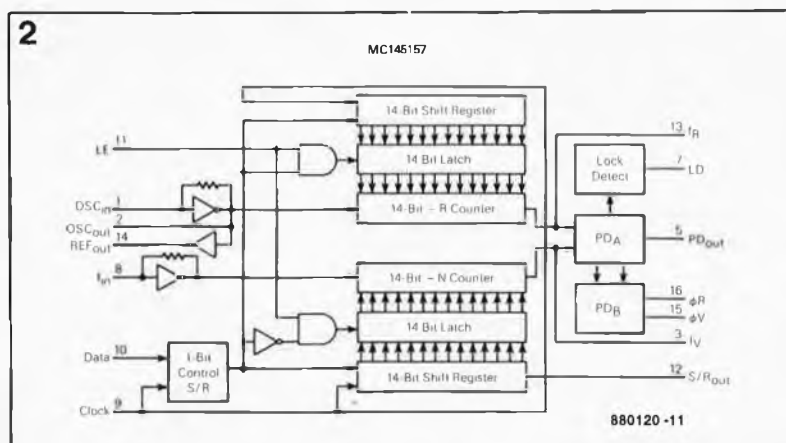 2
MC145157
14-Bit Shift Register
11
LE
14 Bit Latch
13
fR
7
LD
Lock
Detect
1
OSCin
2
OSCout
14
REFout
14-Bit ÷ R Counter
PDA
5
PDout
8
fin
14-Bit ÷ N Counter
PDB
16
φR
15
φV
3
fV
14 Bit Latch
10
Data
1-Bit
Control
S/R
14-Bit Shift Register
12
S/Rout
9
Clock
880120 -11